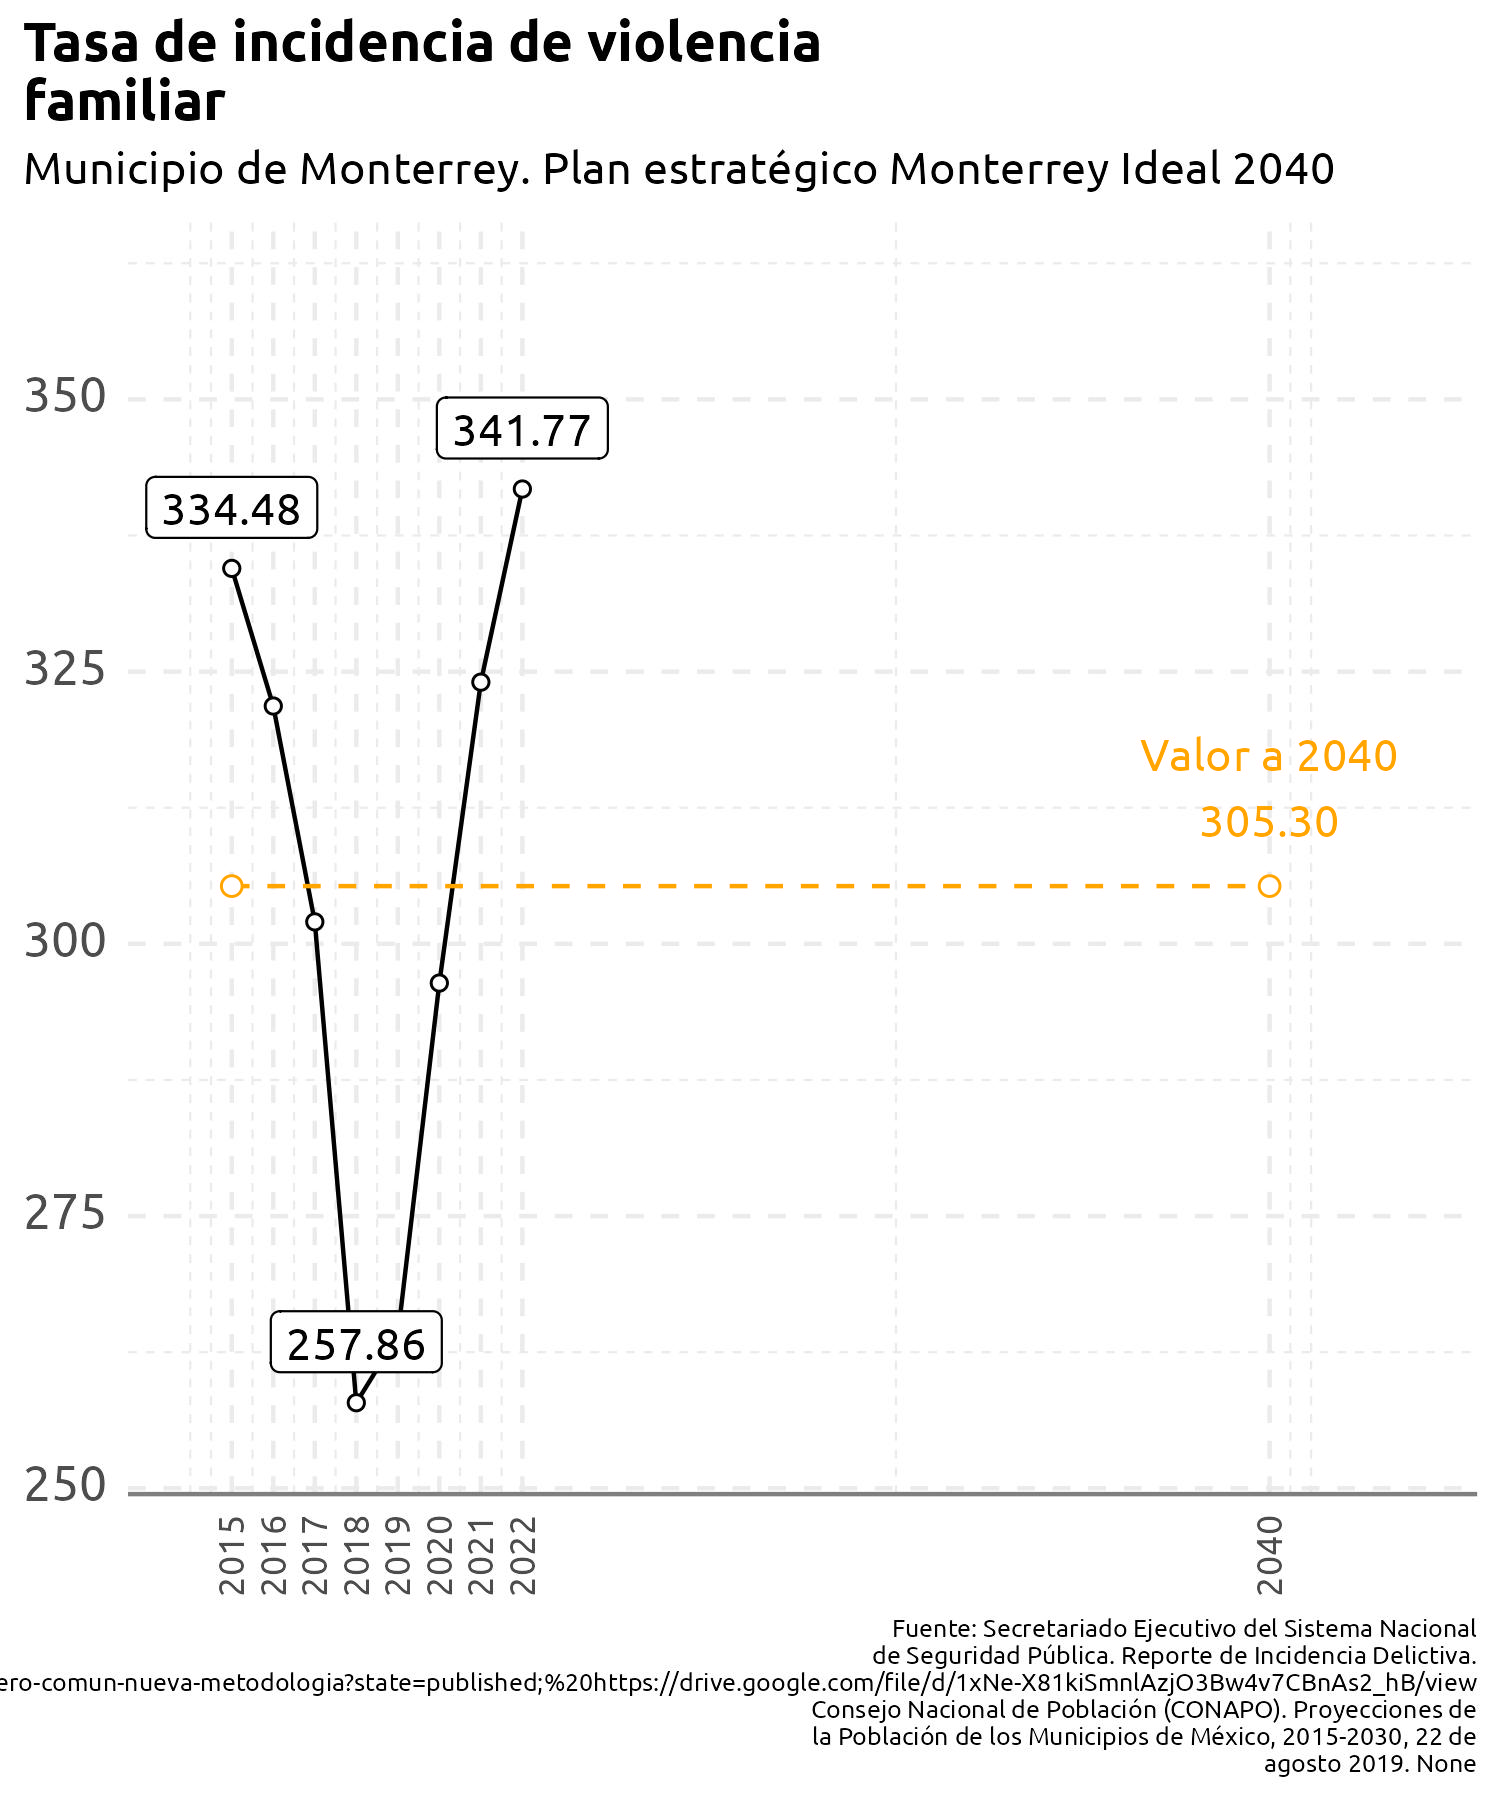 Tasa de incidencia de violencia
familiar
Municipio de Monterrey. Plan estratégico Monterrey Ideal 2040
350
341.77
334.48
325
Valor a 2040
305.30
300
275
257.86
250
2015
2016
2017
2018
2019
2020
2021
2022
2040
Fuente: Secretariado Ejecutivo del Sistema Nacional
de Seguridad Pública. Reporte de Incidencia Delictiva.
ero-comun-nueva-metodologia?state=published;%20https://drive.google.com/file/d/1xNe-X81kiSmnlAzjO3Bw4v7CBnAs2_hB/view
Consejo Nacional de Población (CONAPO). Proyecciones de
la Población de los Municipios de México, 2015-2030, 22 de
agosto 2019. None